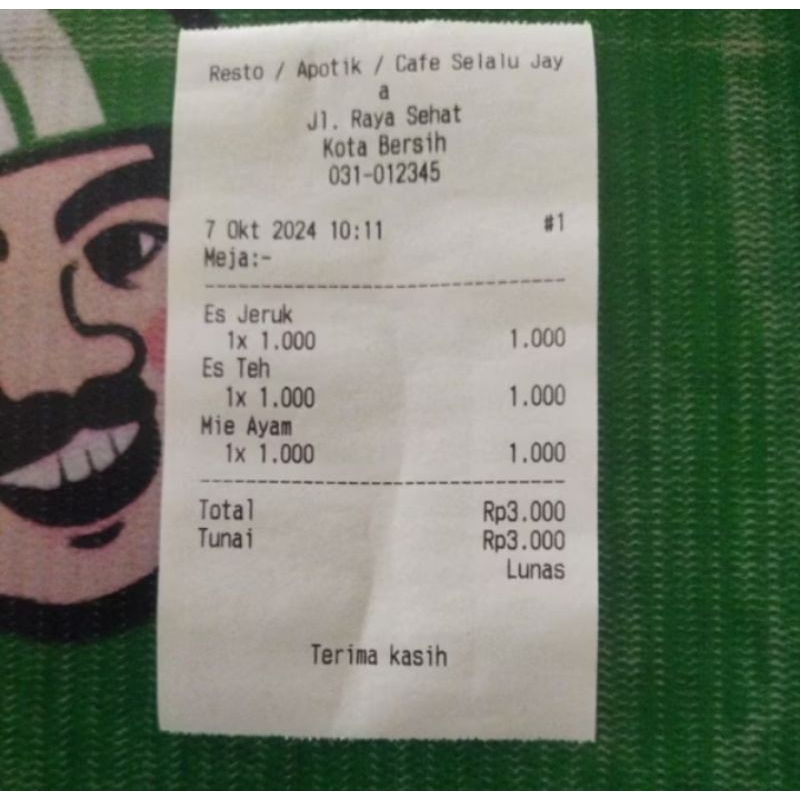 Resto / Apotik / Cafe Selalu Jay
a
Jl. Raya Sehat
Kota Bersih
031-012345
7 Okt 2024 10:11 #1
Meja:-
Es Jeruk
1x 1.000 1.000
Es Teh
1x 1.000 1.000
Mie Ayam
1x 1.000 1.000
Total Rp3.000
Tunai Rp3.000
Lunas
Terima kasih